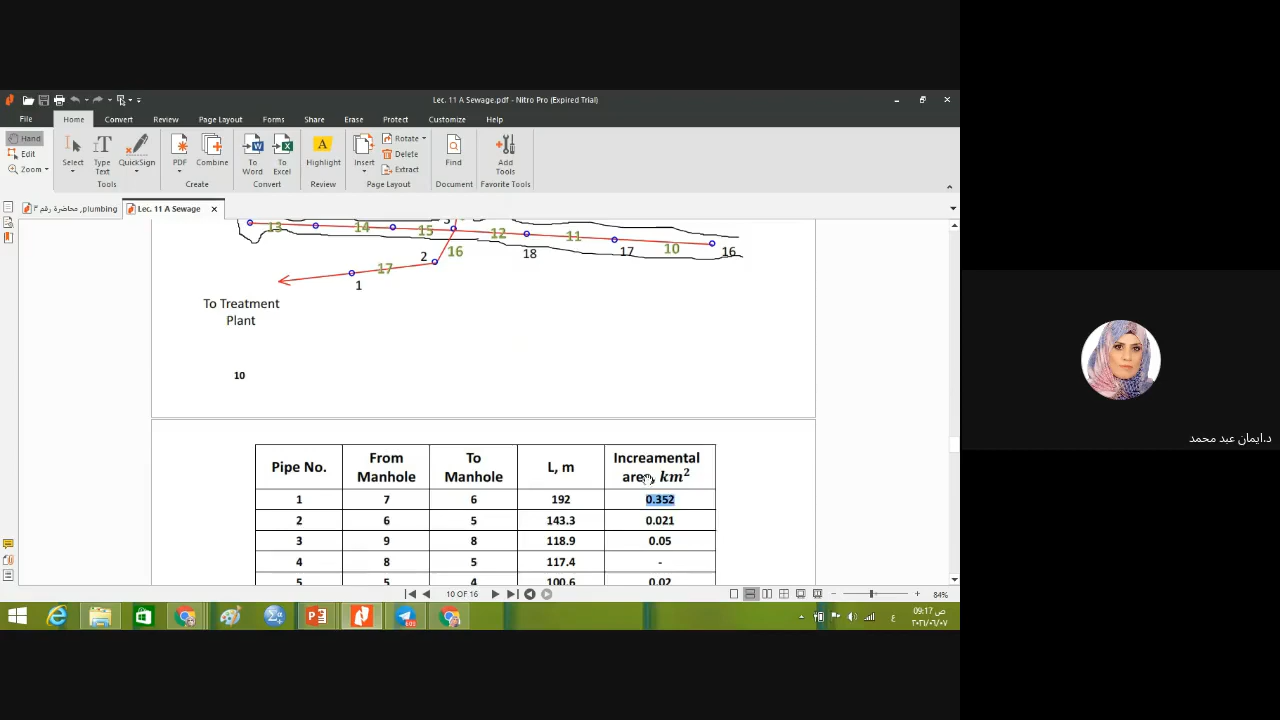 Lec. 11 A Sewage.pdf - Nitro Pro (Expired Trial)
File Home Convert Review Page Layout Forms Share Erase Protect Customize Help
Hand
Edit
Zoom
Select
Type Text
QuickSign
Tools
PDF
Combine
Create
To Word
To Excel
Convert
Highlight
Review
Insert
Rotate
Delete
Extract
Page Layout
Find
Document
Add Tools
Favorite Tools
plumbing, محاضرة رقم ٣
Lec. 11 A Sewage
13 14 15 3 12 11 10
16 17 2 18 17 16
1
To Treatment
Plant
10
Pipe No. From Manhole To Manhole L, m Increamental area, km²
1 7 6 192 0.352
2 6 5 143.3 0.021
3 9 8 118.9 0.05
4 8 5 117.4 -
5 5 4 100.6 0.02
10 OF 16
84%
ع
09:17 ص
٢٠٢١/٠٦/٠٧
د.ايمان عبد محمد